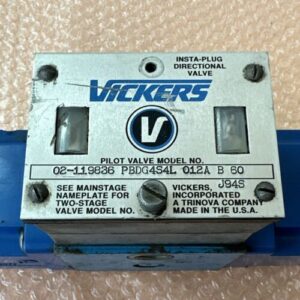 INSTA-PLUG
DIRECTIONAL
VALVE
VICKERS
V
PILOT VALVE MODEL NO.
02-119836 PBDG4S4L 012A B 60
J94S
SEE MAINSTAGE
NAMEPLATE FOR
TWO-STAGE
VALVE MODEL NO.
VICKERS,
A TRINOVA COMPANY
MADE IN THE U.S.A.